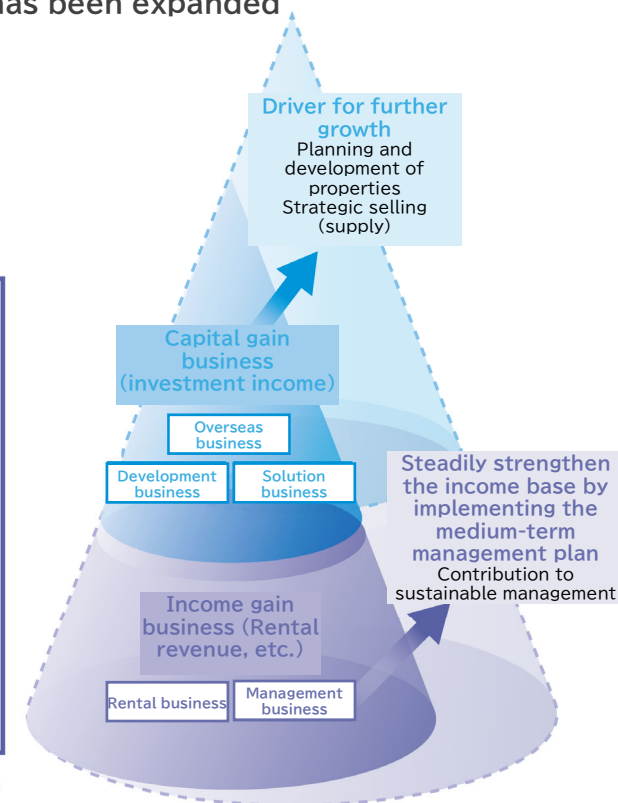 has been expanded
Driver for further
growth
Planning and
development of
properties
Strategic selling
(supply)
Capital gain
business
(investment income)
Overseas
business
Development
business
Solution
business
Steadily strengthen
the income base by
implementing the
medium-term
management plan
Contribution to
sustainable management
Income gain
business (Rental
revenue, etc.)
Rental business
Management
business